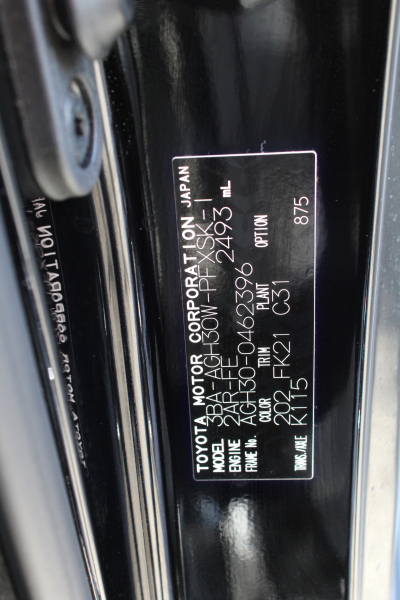 TOYOTA MOTOR CORPORATION JAPAN
MODEL 3BA-AGH30W-PFXSK-I
ENGINE 2AR-FE 2493 mL
FRAME No. AGH30-0462396
COLOR TRIM PLANT OPTION
202 FK21 C31 875
TRANS./AXLE K115